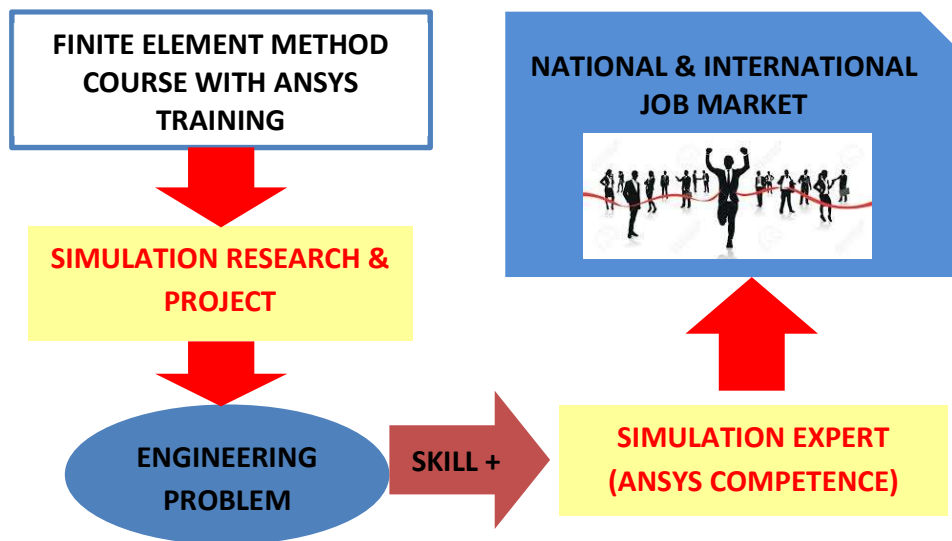 FINITE ELEMENT METHOD
COURSE WITH ANSYS
TRAINING
SIMULATION RESEARCH &
PROJECT
ENGINEERING
PROBLEM
SKILL +
SIMULATION EXPERT
(ANSYS COMPETENCE)
NATIONAL & INTERNATIONAL
JOB MARKET